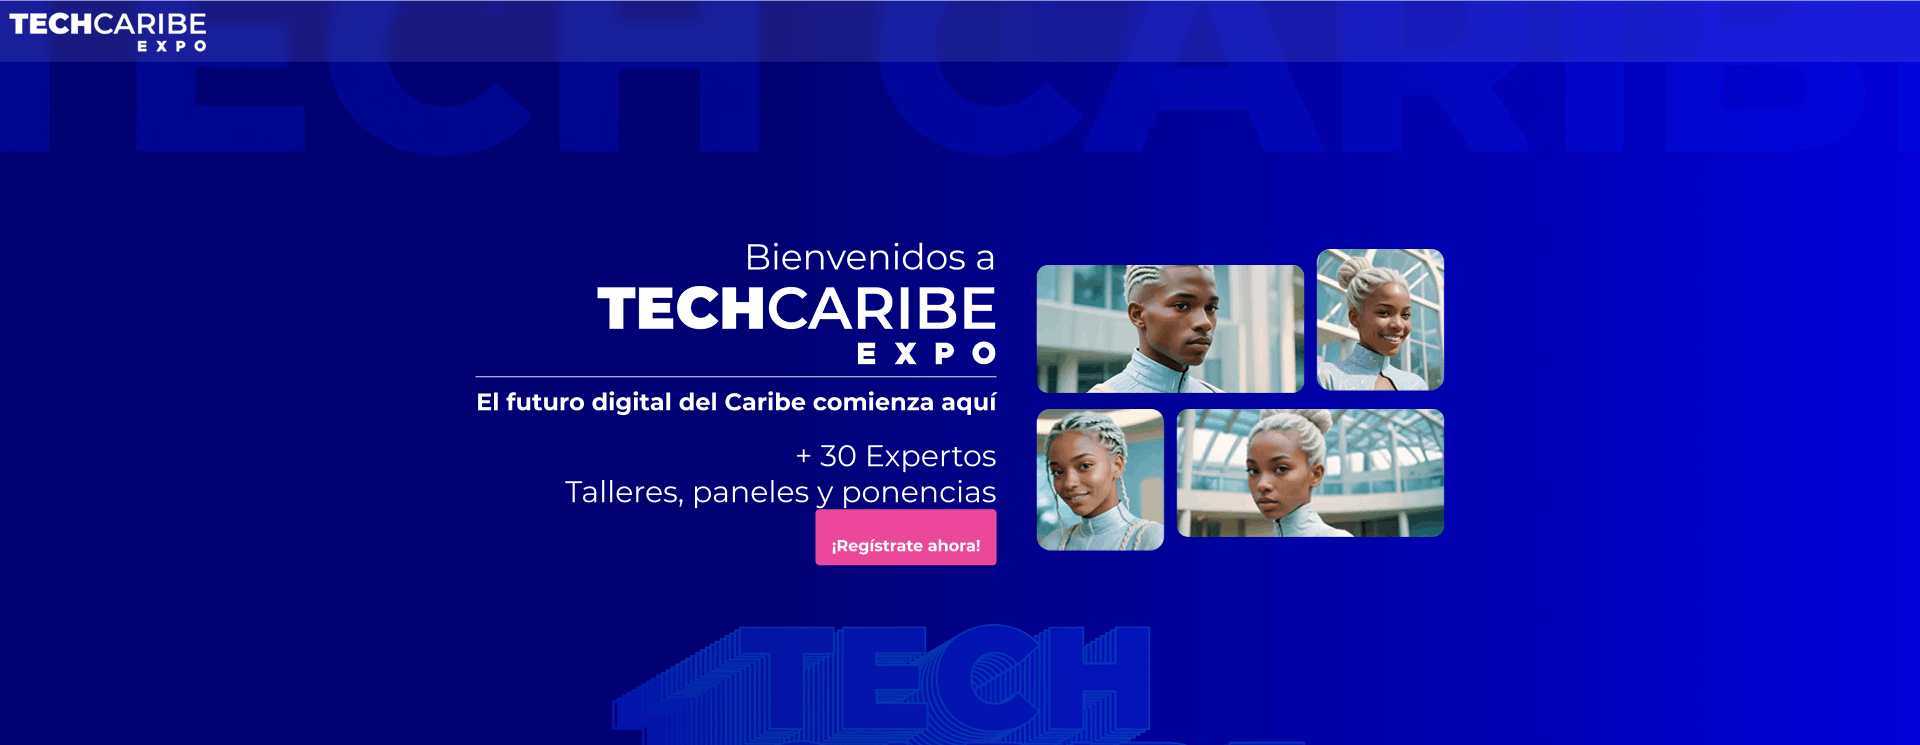 TECHCARIBE
EXPO
TECH CARIBE
Bienvenidos a
TECHCARIBE
EXPO
El futuro digital del Caribe comienza aquí
+ 30 Expertos
Talleres, paneles y ponencias
¡Regístrate ahora!
TECH